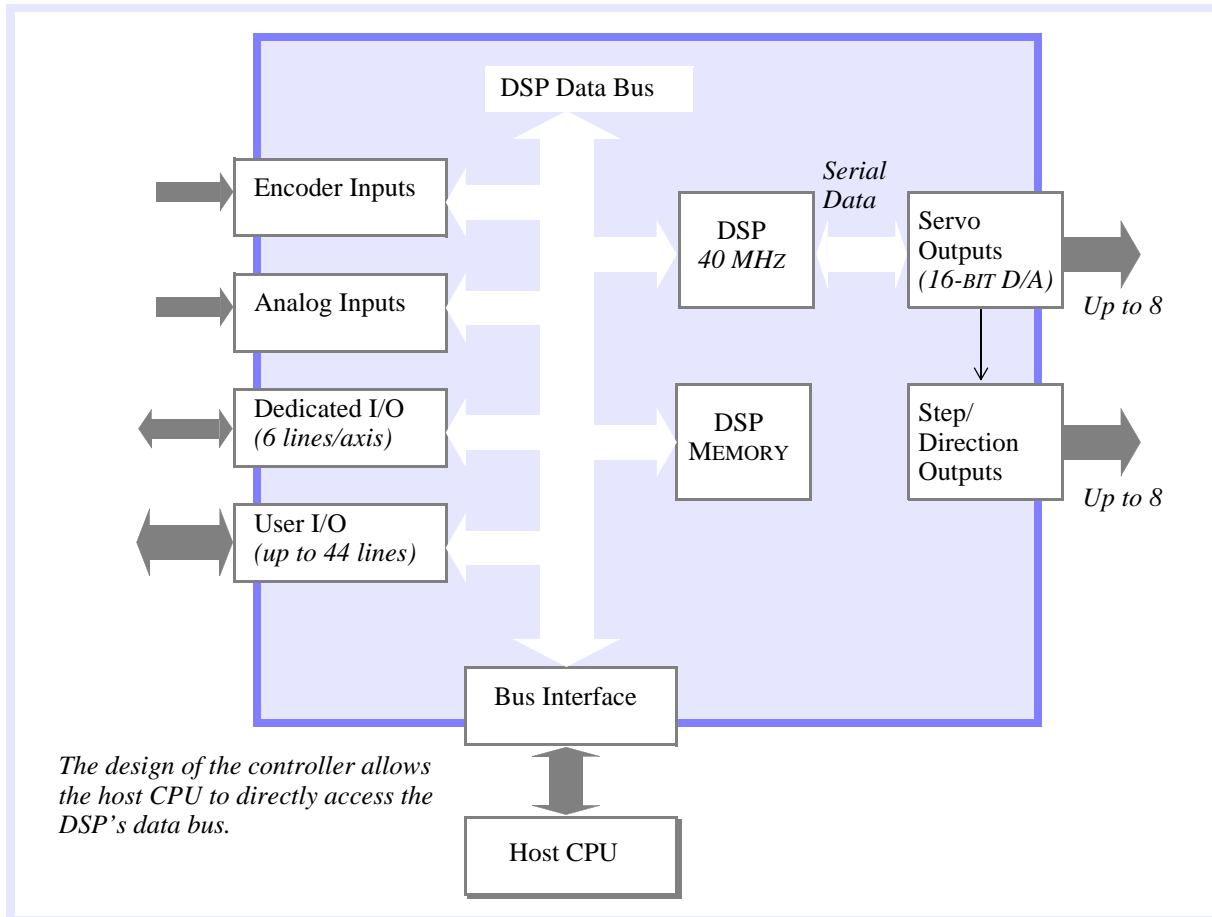 DSP Data Bus
Encoder Inputs
Analog Inputs
Dedicated I/O
(6 lines/axis)
User I/O
(up to 44 lines)
DSP
40 MHZ
Serial
Data
Servo
Outputs
(16-BIT D/A)
Up to 8
DSP
MEMORY
Step/
Direction
Outputs
Up to 8
Bus Interface
The design of the controller allows
the host CPU to directly access the
DSP’s data bus.
Host CPU